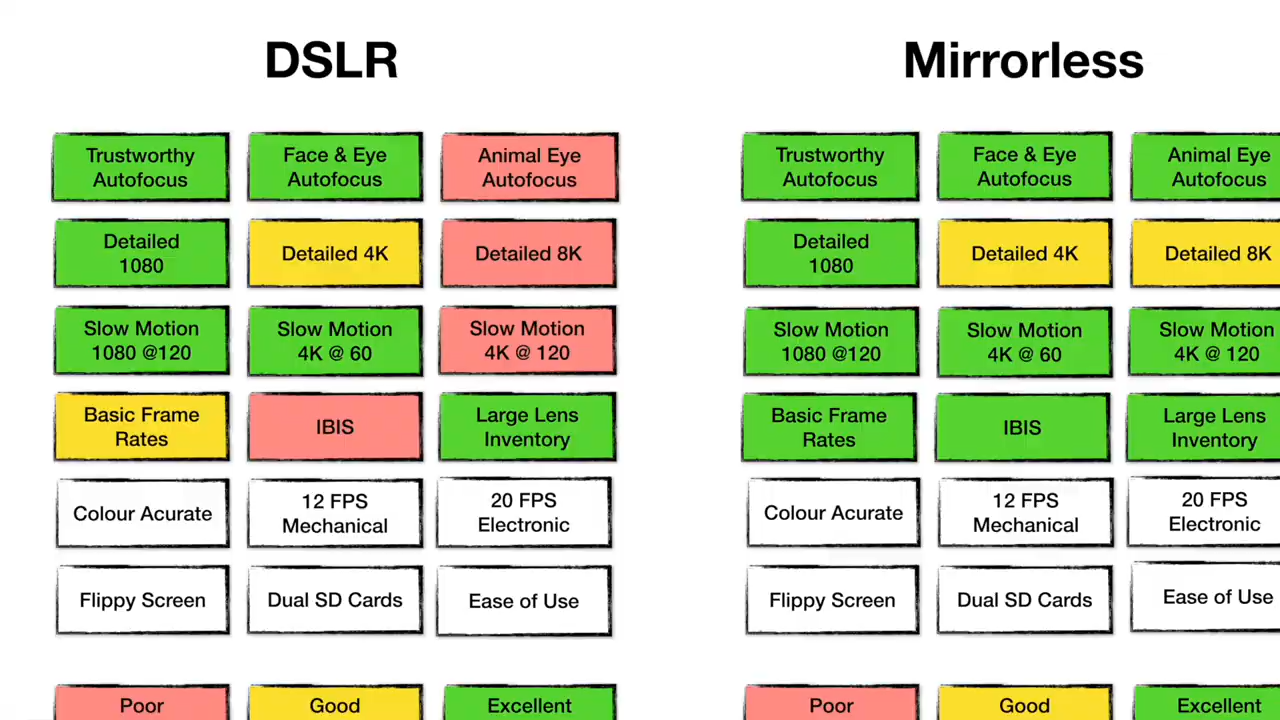 DSLR
Trustworthy
Autofocus
Face & Eye
Autofocus
Animal Eye
Autofocus
Detailed
1080
Detailed 4K
Detailed 8K
Slow Motion
1080 @120
Slow Motion
4K @ 60
Slow Motion
4K @ 120
Basic Frame
Rates
IBIS
Large Lens
Inventory
Colour Acurate
12 FPS
Mechanical
20 FPS
Electronic
Flippy Screen
Dual SD Cards
Ease of Use
Poor
Good
Excellent
Mirrorless
Trustworthy
Autofocus
Face & Eye
Autofocus
Animal Eye
Autofocus
Detailed
1080
Detailed 4K
Detailed 8K
Slow Motion
1080 @120
Slow Motion
4K @ 60
Slow Motion
4K @ 120
Basic Frame
Rates
IBIS
Large Lens
Inventory
Colour Acurate
12 FPS
Mechanical
20 FPS
Electronic
Flippy Screen
Dual SD Cards
Ease of Use
Poor
Good
Excellent